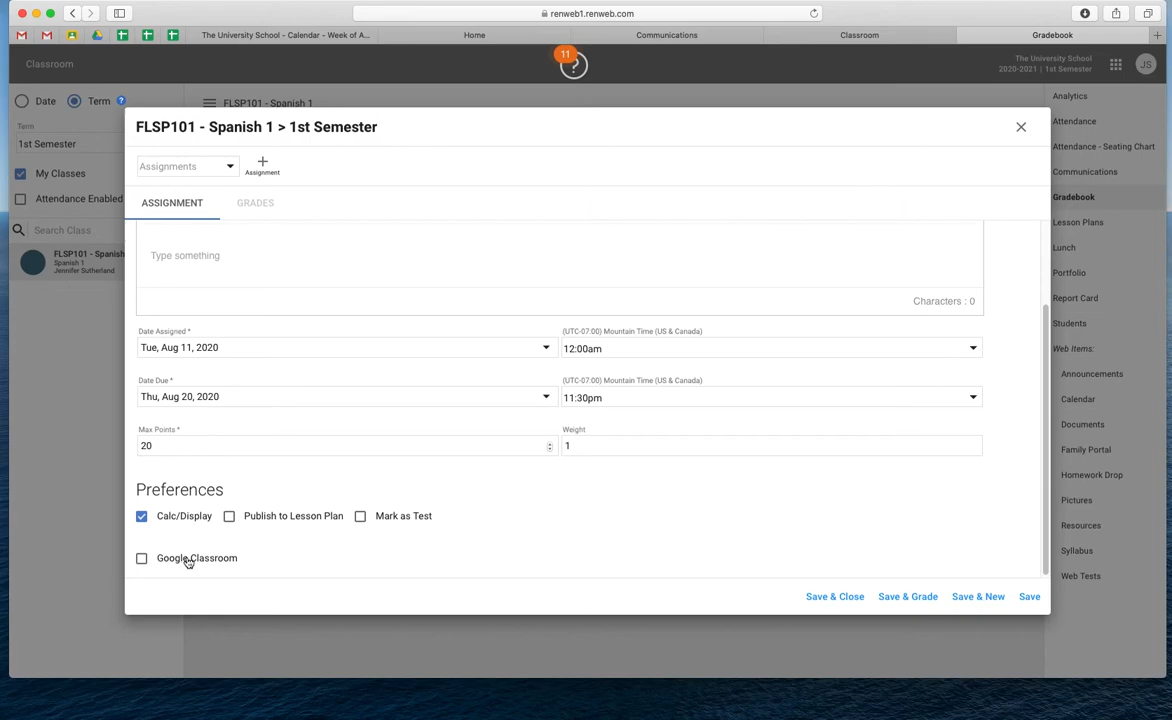 renweb1.renweb.com
The University School - Calendar - Week of A...
Home
Communications
Classroom
Gradebook
Classroom
11
?
The University School
2020-2021 | 1st Semester
JS
Date
Term
?
Term
1st Semester
My Classes
Attendance Enabled
Search Class
FLSP101 - Spanish
Spanish 1
Jennifer Sutherland
FLSP101 - Spanish 1
FLSP101 - Spanish 1 > 1st Semester
Assignments
Assignment
ASSIGNMENT
GRADES
Type something
Characters : 0
Date Assigned *
Tue, Aug 11, 2020
(UTC-07:00) Mountain Time (US & Canada)
12:00am
Date Due *
Thu, Aug 20, 2020
(UTC-07:00) Mountain Time (US & Canada)
11:30pm
Max Points *
20
Weight
1
Preferences
Calc/Display
Publish to Lesson Plan
Mark as Test
Google Classroom
Save & Close
Save & Grade
Save & New
Save
Analytics
Attendance
Attendance - Seating Chart
Communications
Gradebook
Lesson Plans
Lunch
Portfolio
Report Card
Students
Web Items:
Announcements
Calendar
Documents
Family Portal
Homework Drop
Pictures
Resources
Syllabus
Web Tests